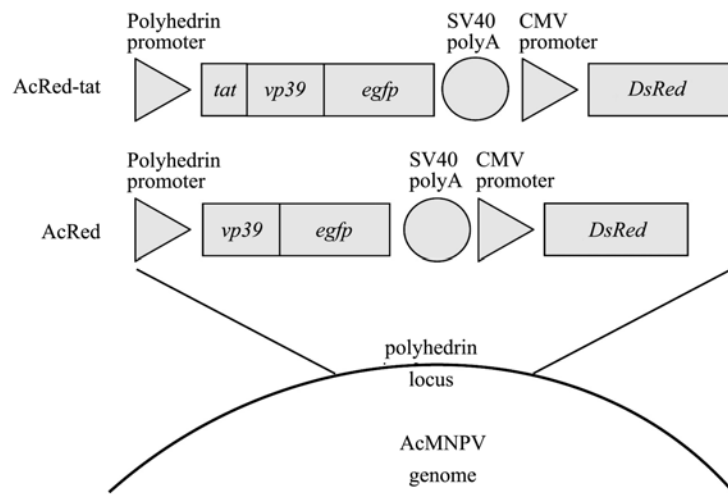 Polyhedrin promoter
SV40 polyA
CMV promoter
AcRed-tat
tat
vp39
egfp
DsRed
Polyhedrin promoter
SV40 polyA
CMV promoter
AcRed
vp39
egfp
DsRed
polyhedrin
locus
AcMNPV
genome